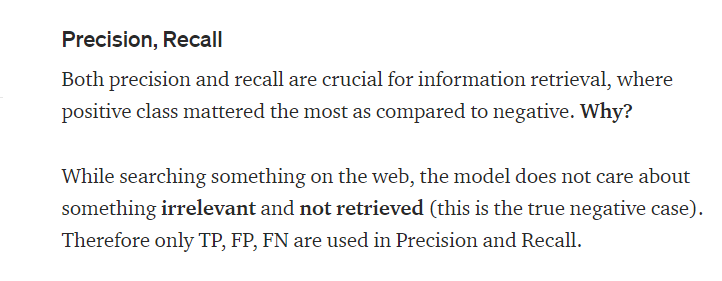 Precision, Recall
Both precision and recall are crucial for information retrieval, where
positive class mattered the most as compared to negative. Why?
While searching something on the web, the model does not care about
something irrelevant and not retrieved (this is the true negative case).
Therefore only TP, FP, FN are used in Precision and Recall.